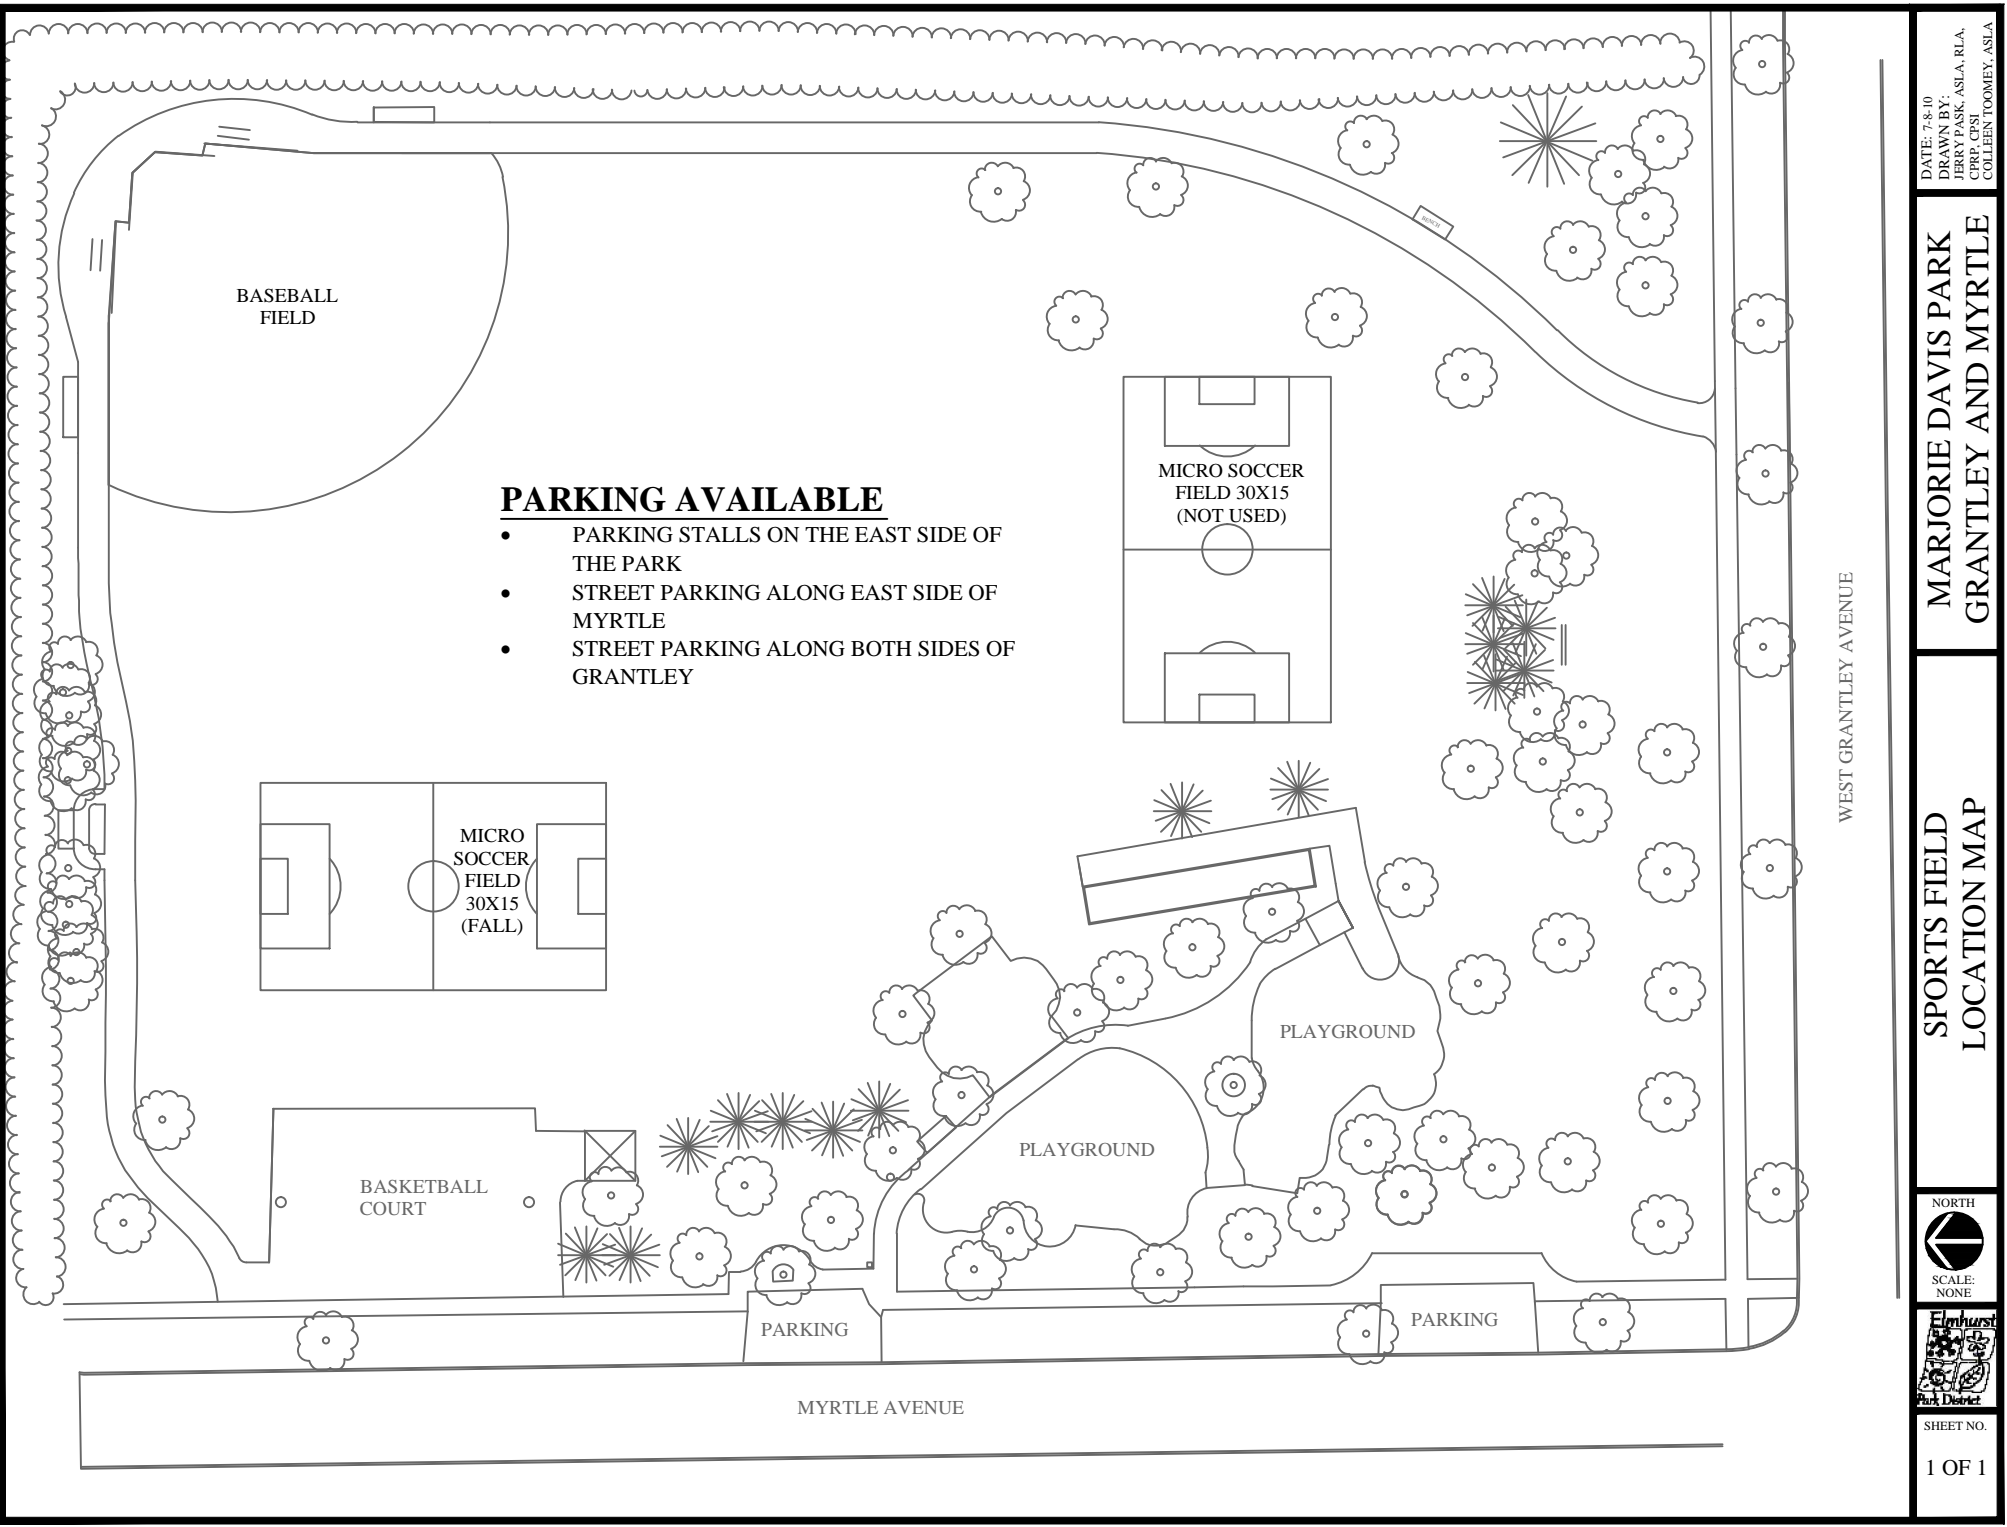 BASEBALL
FIELD
BENCH
PARKING AVAILABLE
• PARKING STALLS ON THE EAST SIDE OF
THE PARK
• STREET PARKING ALONG EAST SIDE OF
MYRTLE
• STREET PARKING ALONG BOTH SIDES OF
GRANTLEY
MICRO SOCCER
FIELD 30X15
(NOT USED)
MICRO
SOCCER
FIELD
30X15
(FALL)
PLAYGROUND
PLAYGROUND
BASKETBALL
COURT
PARKING
PARKING
MYRTLE AVENUE
WEST GRANTLEY AVENUE
DATE: 7-8-10
DRAWN BY:
JERRY PASK, ASLA, RLA,
CPRP, CPSI
COLLEEN TOOMEY, ASLA
MARJORIE DAVIS PARK
GRANTLEY AND MYRTLE
SPORTS FIELD
LOCATION MAP
NORTH
SCALE:
NONE
Elmhurst
Park District
SHEET NO.
1 OF 1